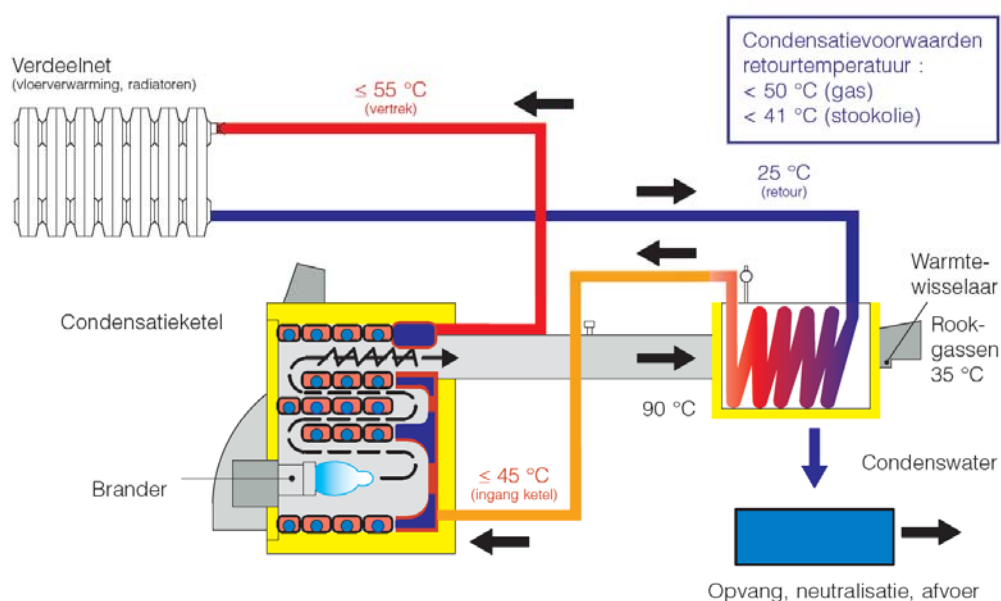 Verdeelnet
(vloerverwarming, radiatoren)
≤ 55 °C
(vertrek)
Condensatievoorwaarden
retourtemperatuur :
< 50 °C (gas)
< 41 °C (stookolie)
25 °C
(retour)
Warmte-
wisselaar
Condensatieketel
Rook-
gassen
35 °C
90 °C
≤ 45 °C
(ingang ketel)
Brander
Condenswater
Opvang, neutralisatie, afvoer